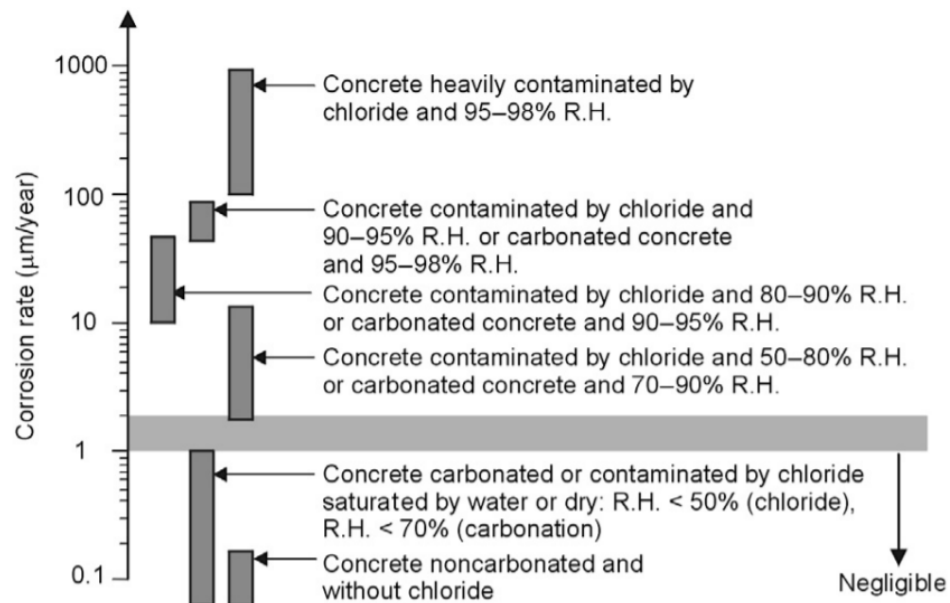 1000
Concrete heavily contaminated by
chloride and 95–98% R.H.
100
Concrete contaminated by chloride and
90–95% R.H. or carbonated concrete
and 95–98% R.H.
Concrete contaminated by chloride and 80–90% R.H.
or carbonated concrete and 90–95% R.H.
10
Concrete contaminated by chloride and 50–80% R.H.
or carbonated concrete and 70–90% R.H.
Corrosion rate (μm/year)
1
Concrete carbonated or contaminated by chloride
saturated by water or dry: R.H. < 50% (chloride),
R.H. < 70% (carbonation)
Concrete noncarbonated and
without chloride
0.1
Negligible